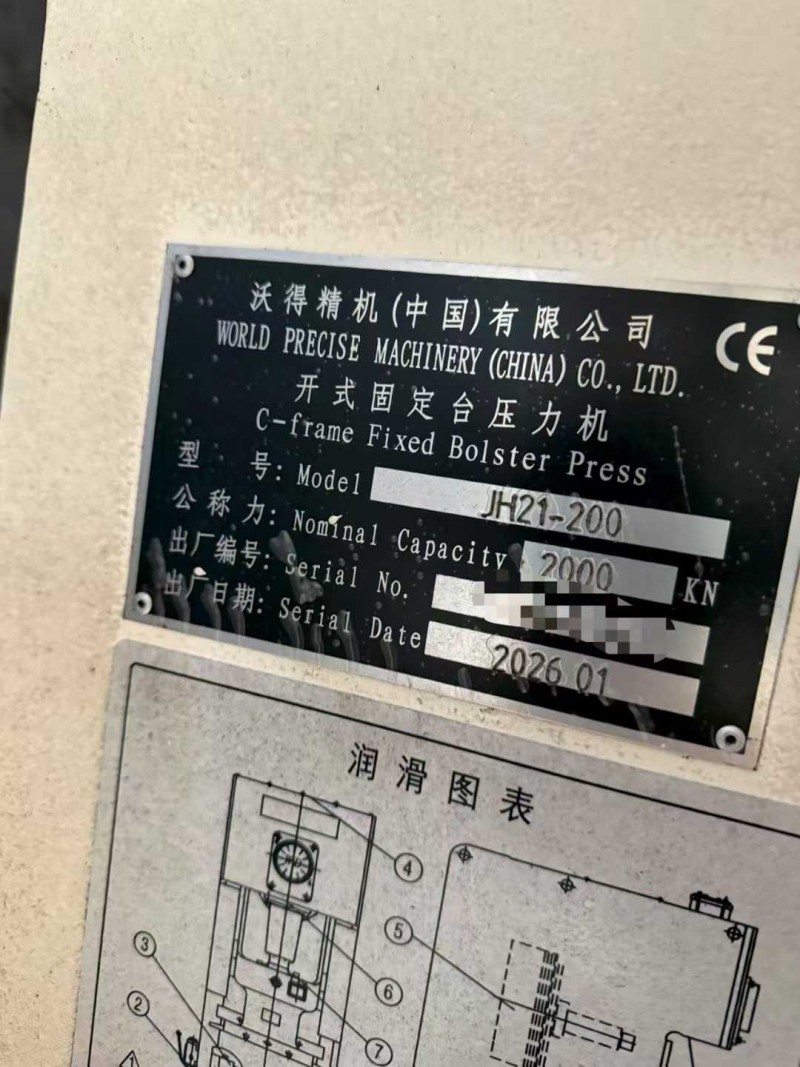 沃得精机(中国)有限公司
WORLD PRECISE MACHINERY(CHINA) CO., LTD.
CE
开式固定台压力机
C-frame Fixed Bolster Press
型 号: Model JH21-200
公称力: Nominal Capacity 2000 KN
出厂编号: Serial No.
出厂日期: Serial Date 2026 01
润滑图表
4
5
3
6
2
7
1